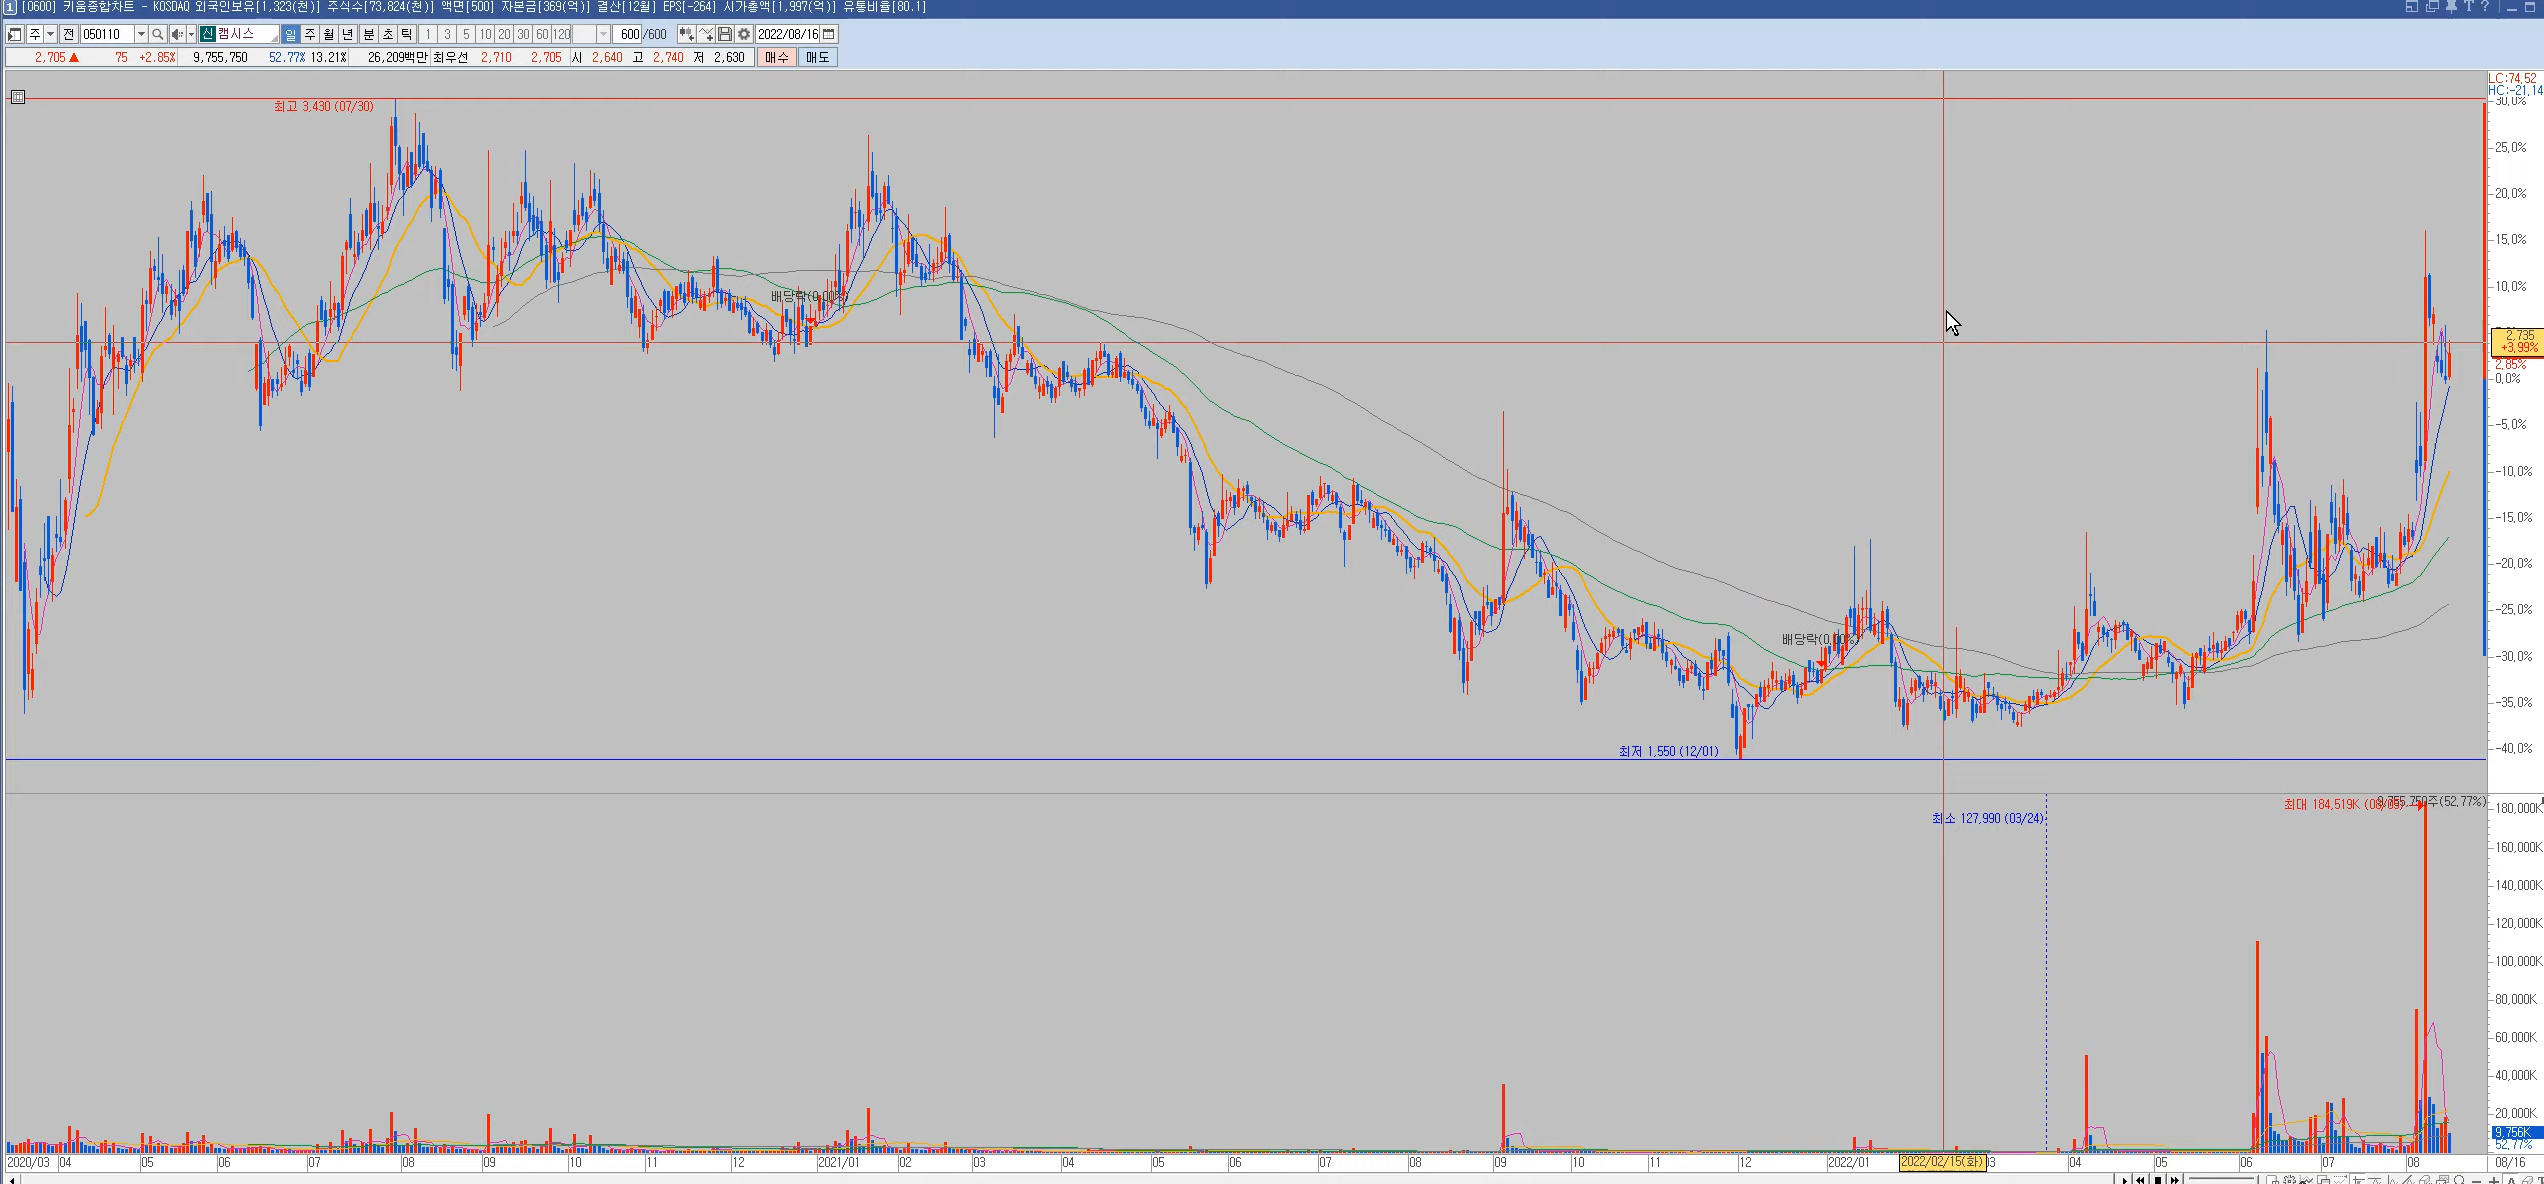 1 [0600] 키움종합차트 - KOSDAQ 외국인보유[1,323(천)] 주식수[73,824(천)] 액면[500] 자본금[369(억)] 결산[12월] EPS[-264] 시가총액[1,997(억)] 유통비율[80.1]
주 전 050110 신 캠시스 일 주 월 년 분 초 틱 1 3 5 10 20 30 60 120 600 /600 2022/08/16
2,705 ▲ 75 +2.85% 9,755,750 52.77% 13.21% 26,209백만 최우선 2,710 2,705 시 2,640 고 2,740 저 2,630 매수 매도
LC:74,52
HC:-21,14
최고 3,430 (07/30)
30,0%
25,0%
20,0%
15,0%
10,0%
배당락(0,00%)
2,735
+3,99%
2,85%
0,0%
-5,0%
-10,0%
-15,0%
-20,0%
-25,0%
배당락(0,00%)
-30,0%
-35,0%
최저 1,550 (12/01)
-40,0%
최대 184,519K
9,755,750주(52,77%)
180,000K
최소 127,990 (03/24)
160,000K
140,000K
120,000K
100,000K
80,000K
60,000K
40,000K
20,000K
9,756K
52,77%
2020/03 04 05 06 07 08 09 10 11 12 2021/01 02 03 04 05 06 07 08 09 10 11 12 2022/01 2022/02/15(화) 03 04 05 06 07 08 08/16